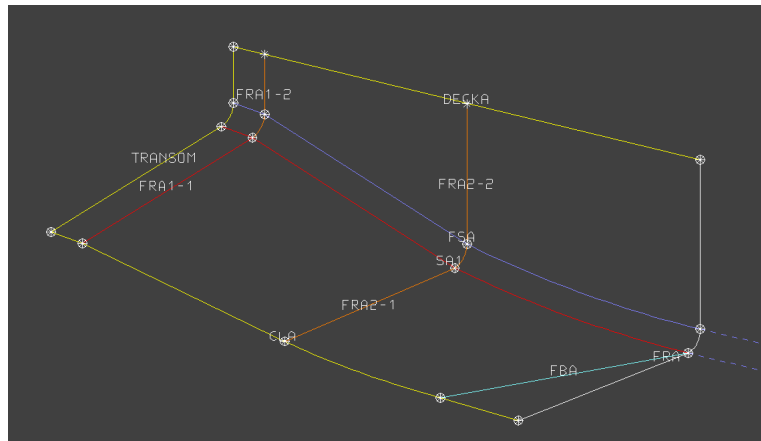 FRA1-2
DECKA
TRANSOM
FRA1-1
FRA2-2
FSA
SA1
FRA2-1
CLA
FRA
FBA